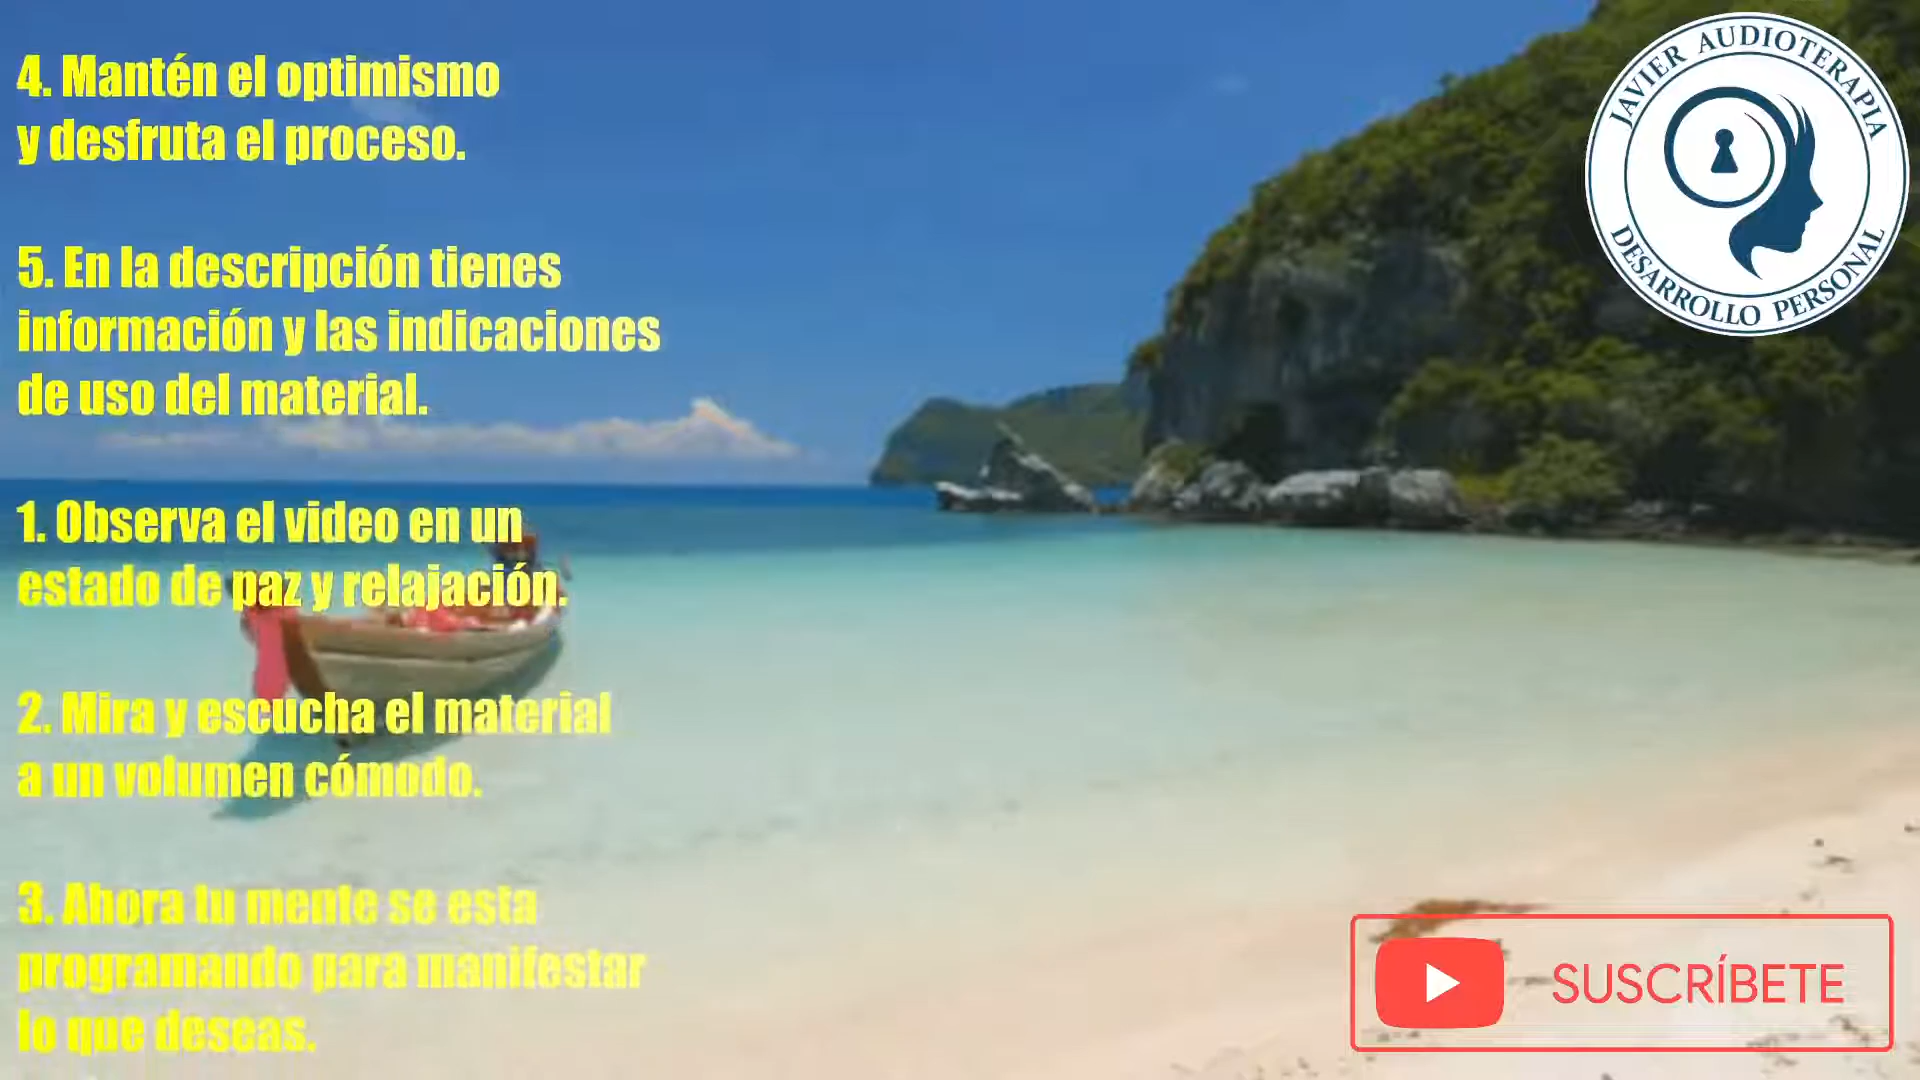 4. Mantén el optimismo
y desfruta el proceso.
5. En la descripción tienes
información y las indicaciones
de uso del material.
1. Observa el video en un
estado de paz y relajación.
2. Mira y escucha el material
a un volumen cómodo.
3. Ahora tu mente se esta
programando para manifestar
lo que deseas.
JAVIER AUDIOTERAPIA
DESARROLLO PERSONAL
SUSCRÍBETE